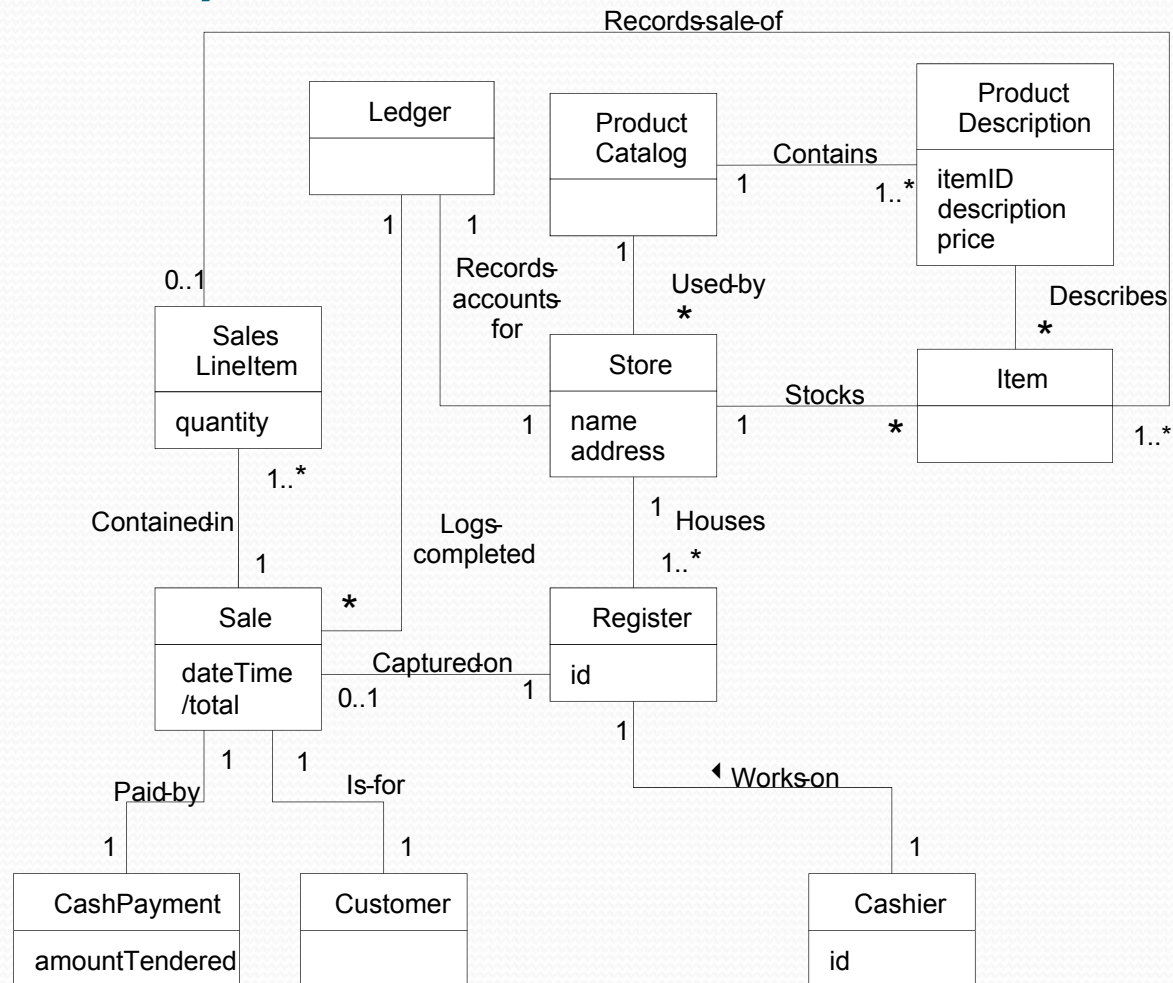 Records-sale-of
Ledger
Product
Catalog
Product
Description
itemID
description
price
Contains
1
1..*
1
1
1
0..1
Records-
accounts-
for
Used-by
*
Describes
*
Sales
LineItem
quantity
Store
name
address
Item
Stocks
1
1
*
1..*
1..*
Contained-in
1
Logs-
completed
1
Houses
1..*
Sale
dateTime
/total
*
Captured-on
0..1
1
Register
id
1
1
1
Paid-by
Is-for
Works-on
1
1
1
CashPayment
amountTendered
Customer
Cashier
id